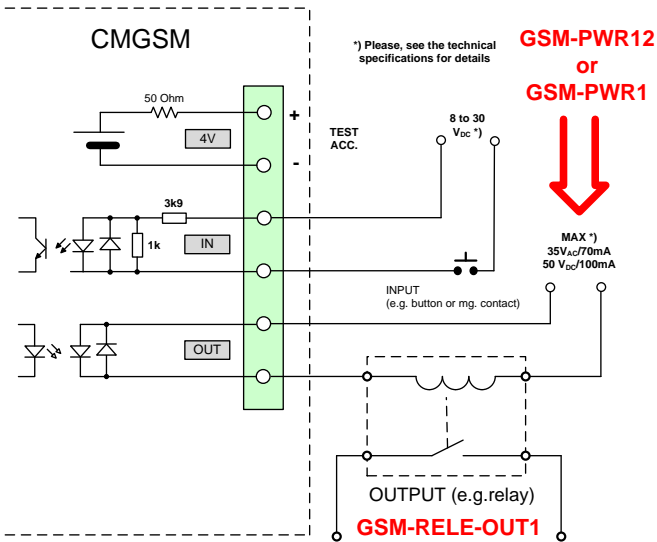 CMGSM
*) Please, see the technical
specifications for details
GSM-PWR12
or
GSM-PWR1
50 Ohm
+
4V
-
TEST
ACC.
8 to 30
VDC *)
3k9
1k
IN
INPUT
(e.g. button or mg. contact)
MAX *)
35VAC/70mA
50 VDC/100mA
OUT
OUTPUT (e.g.relay)
GSM-RELE-OUT1